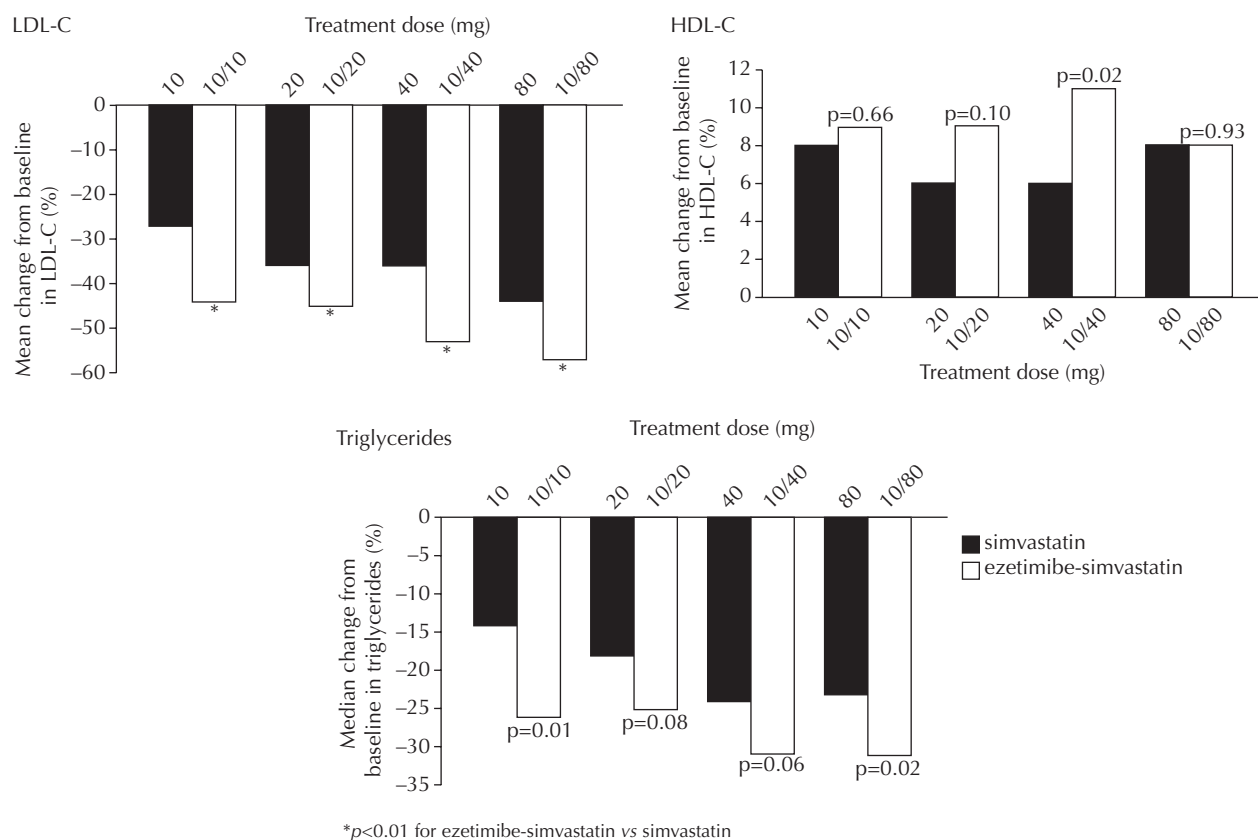 LDL-C
Treatment dose (mg)
10 10/10 20 10/20 40 10/40 80 10/80
0
–10
–20
–30
–40
–50
–60
Mean change from baseline
in LDL-C (%)
* * * *
HDL-C
12
10
8
6
4
2
0
Mean change from baseline
in HDL-C (%)
p=0.66 p=0.10 p=0.02 p=0.93
10 10/10 20 10/20 40 10/40 80 10/80
Treatment dose (mg)
Triglycerides
Treatment dose (mg)
10 10/10 20 10/20 40 10/40 80 10/80
0
–5
–10
–15
–20
–25
–30
–35
Median change from
baseline in triglycerides (%)
p=0.01 p=0.08 p=0.06 p=0.02
simvastatin
ezetimibe-simvastatin
*p<0.01 for ezetimibe-simvastatin vs simvastatin